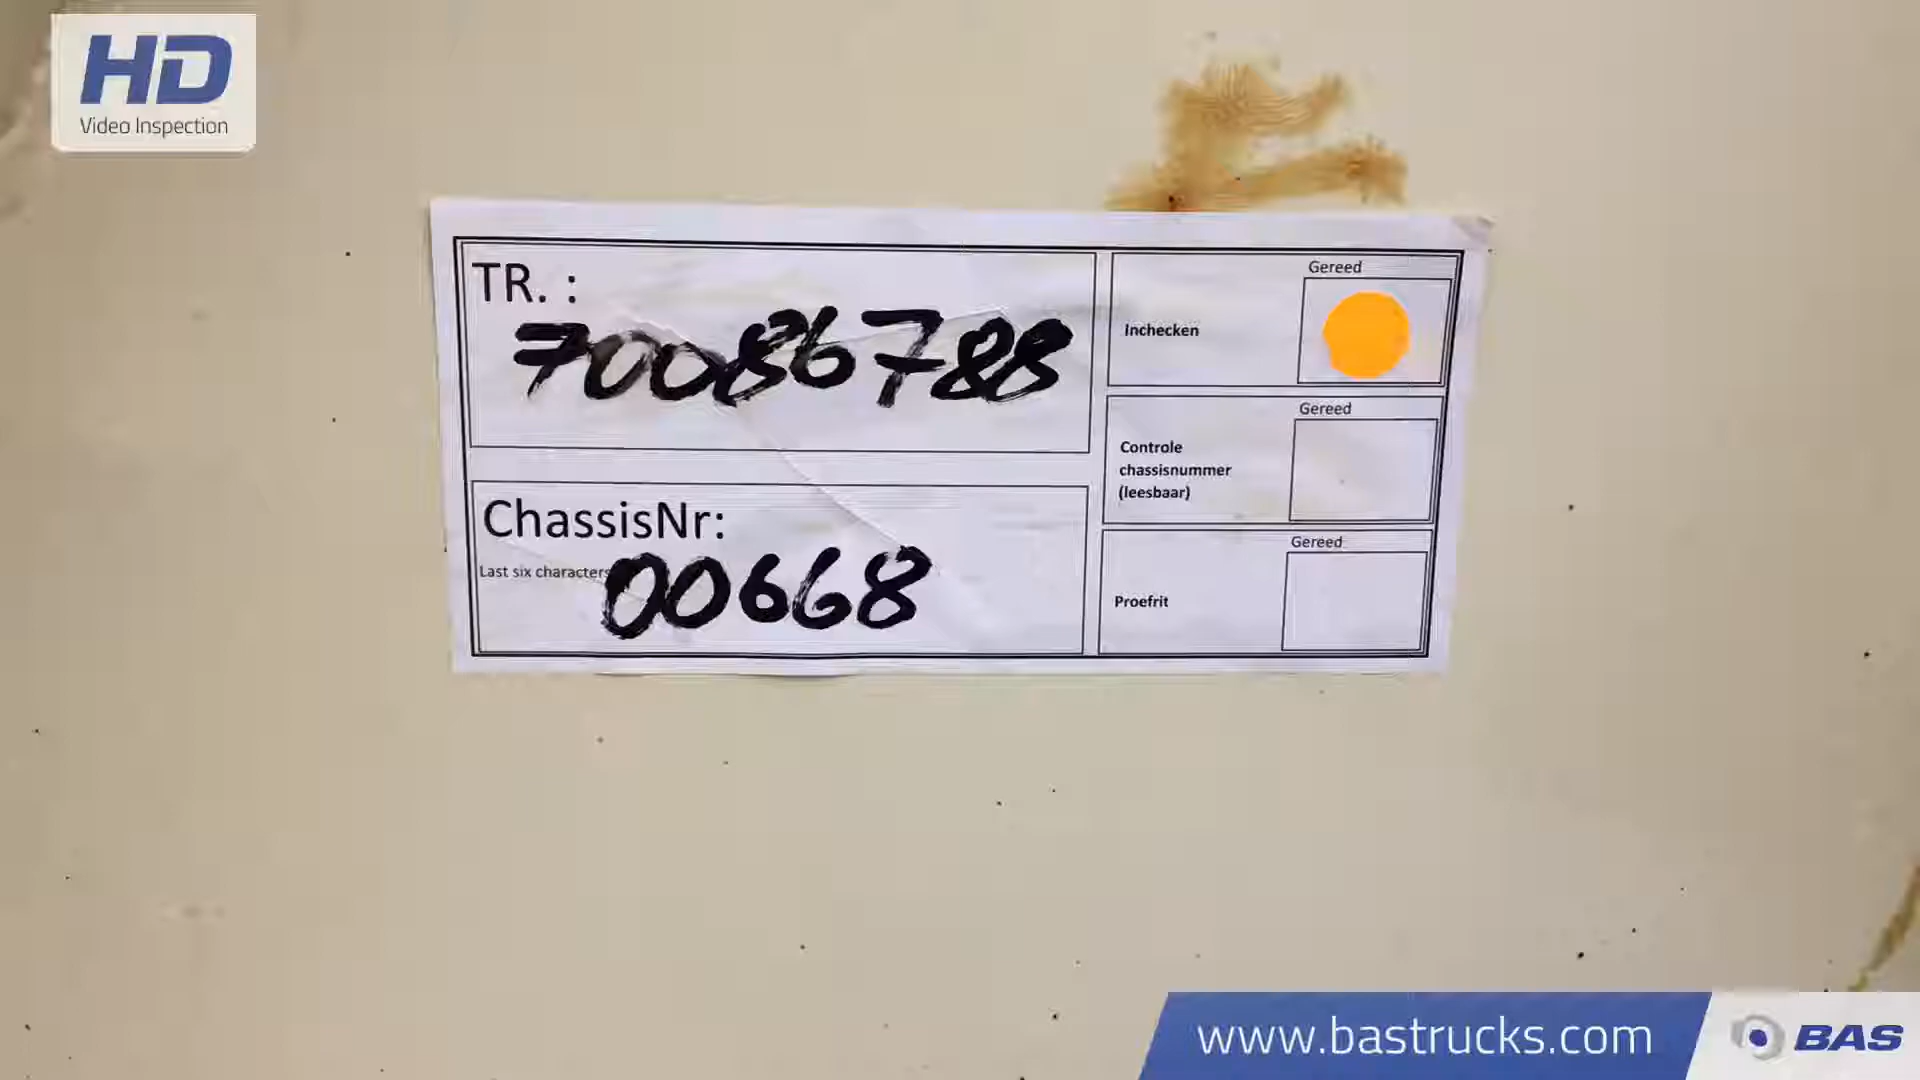 HD
Video Inspection
TR. :
70086788
ChassisNr:
Last six characters
00668
Gereed
Inchecken
Gereed
Controle
chassisnummer
(leesbaar)
Gereed
Proefrit
www.bastrucks.com
BAS